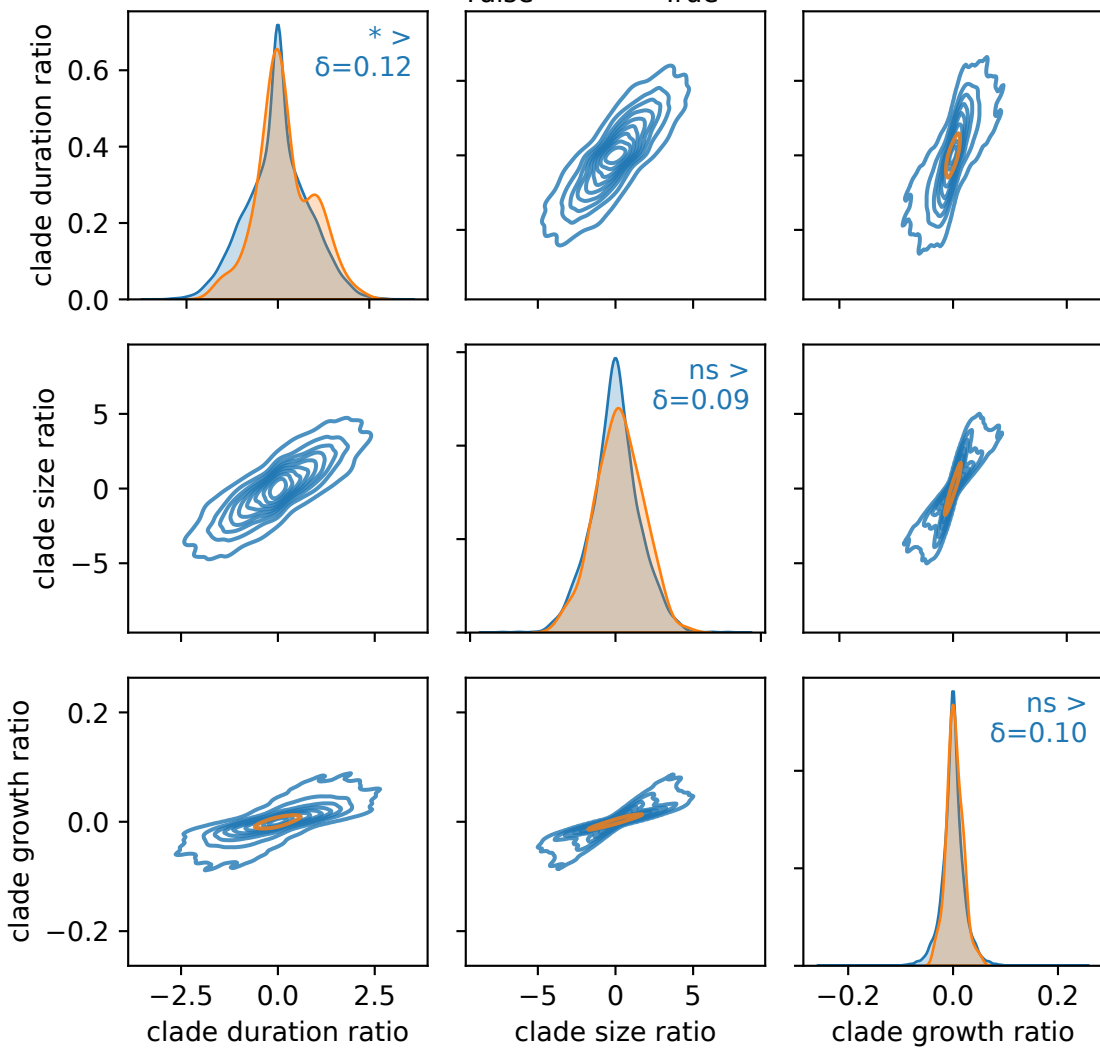 True
clade duration ratio
0.6
0.4
0.2
0.0
* >
δ=0.12
clade size ratio
5
0
−5
ns >
δ=0.09
clade growth ratio
0.2
0.0
−0.2
ns >
δ=0.10
−2.5 0.0 2.5
−5 0 5
−0.2 0.0 0.2
clade duration ratio
clade size ratio
clade growth ratio